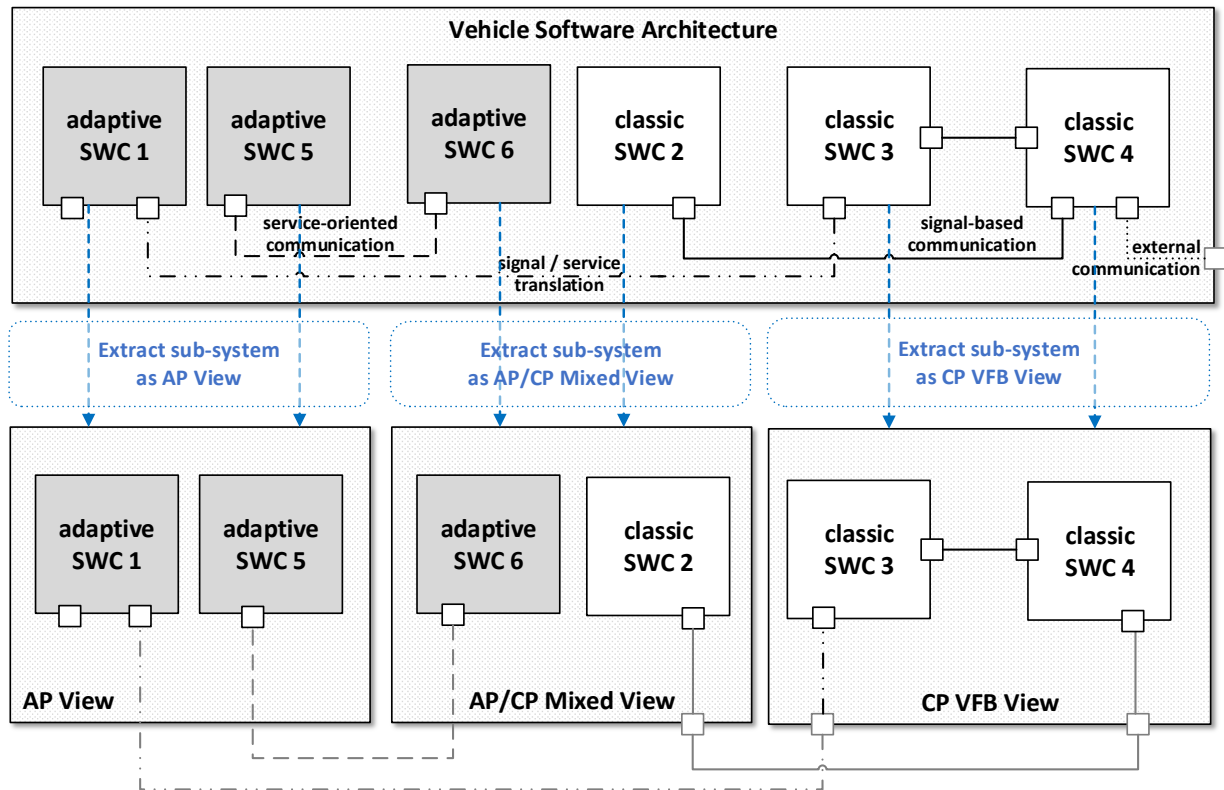 Vehicle Software Architecture
adaptive
SWC 1
adaptive
SWC 5
adaptive
SWC 6
classic
SWC 2
classic
SWC 3
classic
SWC 4
service-oriented
communication
signal-based
communication
external
communication
signal / service
translation
Extract sub-system
as AP View
Extract sub-system
as AP/CP Mixed View
Extract sub-system
as CP VFB View
adaptive
SWC 1
adaptive
SWC 5
adaptive
SWC 6
classic
SWC 2
classic
SWC 3
classic
SWC 4
AP View
AP/CP Mixed View
CP VFB View